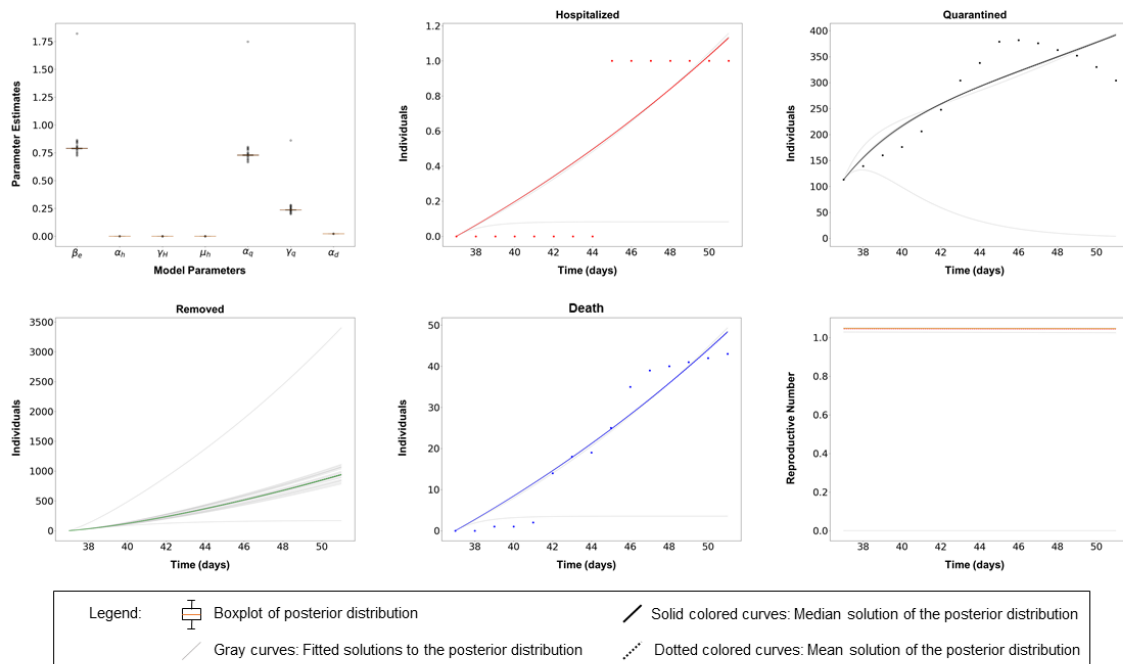 Hospitalized
Quarantined
Parameter Estimates
1.75
1.50
1.25
1.00
0.75
0.50
0.25
0.00
βe αh γH μh αq γq αd
Model Parameters
Individuals
1.2
1.0
0.8
0.6
0.4
0.2
0.0
38 40 42 44 46 48 50
Time (days)
Individuals
400
350
300
250
200
150
100
50
0
38 40 42 44 46 48 50
Time (days)
Removed
Individuals
3500
3000
2500
2000
1500
1000
500
0
38 40 42 44 46 48 50
Time (days)
Death
Individuals
50
40
30
20
10
0
38 40 42 44 46 48 50
Time (days)
Reproductive Number
1.0
0.8
0.6
0.4
0.2
0.0
38 40 42 44 46 48 50
Time (days)
Legend:
Boxplot of posterior distribution
Solid colored curves: Median solution of the posterior distribution
Gray curves: Fitted solutions to the posterior distribution
Dotted colored curves: Mean solution of the posterior distribution